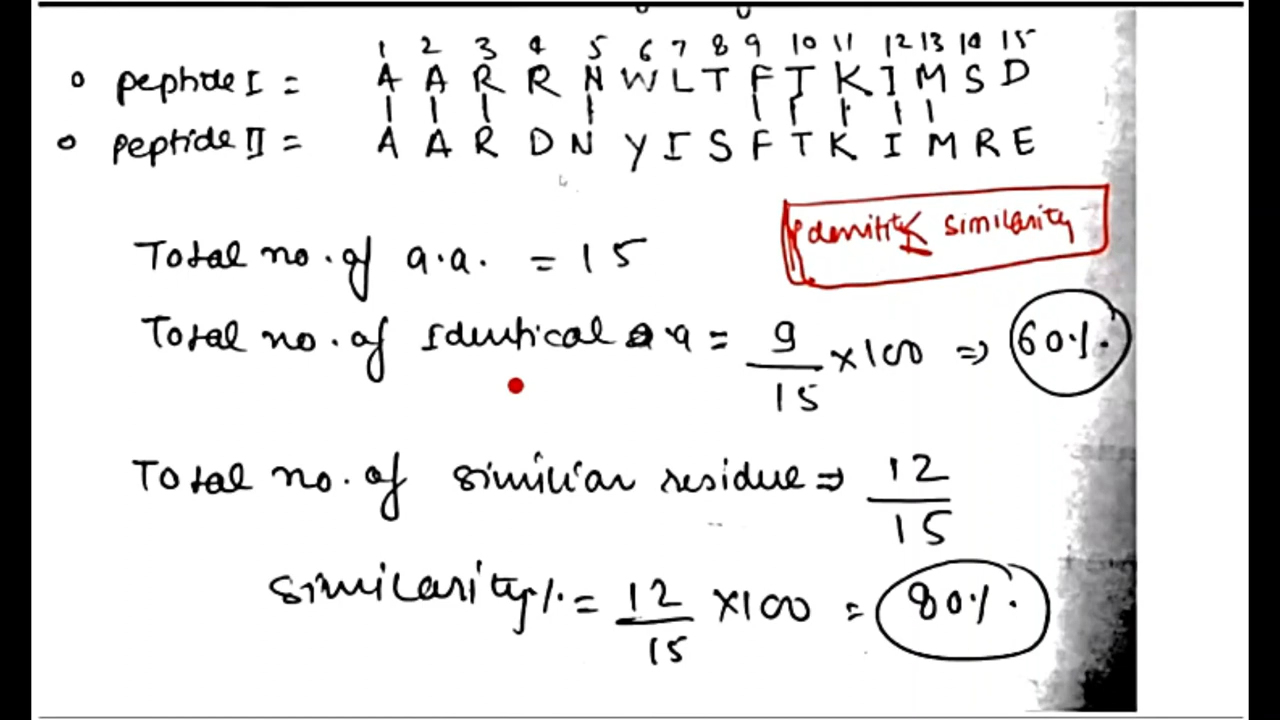 1 2 3 4 5 6 7 8 9 10 11 12 13 14 15
o peptide I = A A R R N W L T F T K I M S D
o peptide II = A A R D N Y I S F T K I M R E
Identity < similarity
Total no. of a.a. = 15
Total no. of Identical a.a = 9/15 ×100 ⇒ 60%.
Total no. of similiar residue ⇒ 12/15
similarity% = 12/15 ×100 = 80%.